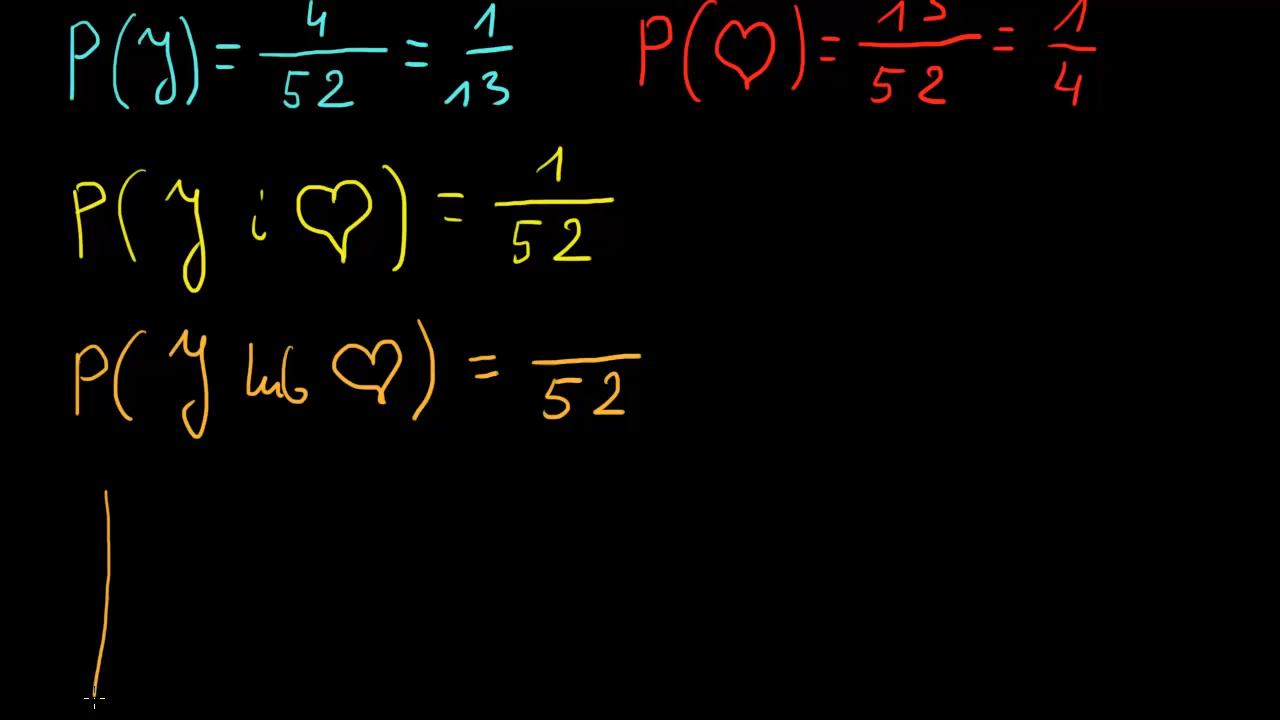 P(y) = 4/52 = 1/13
P(♡) = 13/52 = 1/4
P(y i ♡) = 1/52
P(y lub ♡) = /52